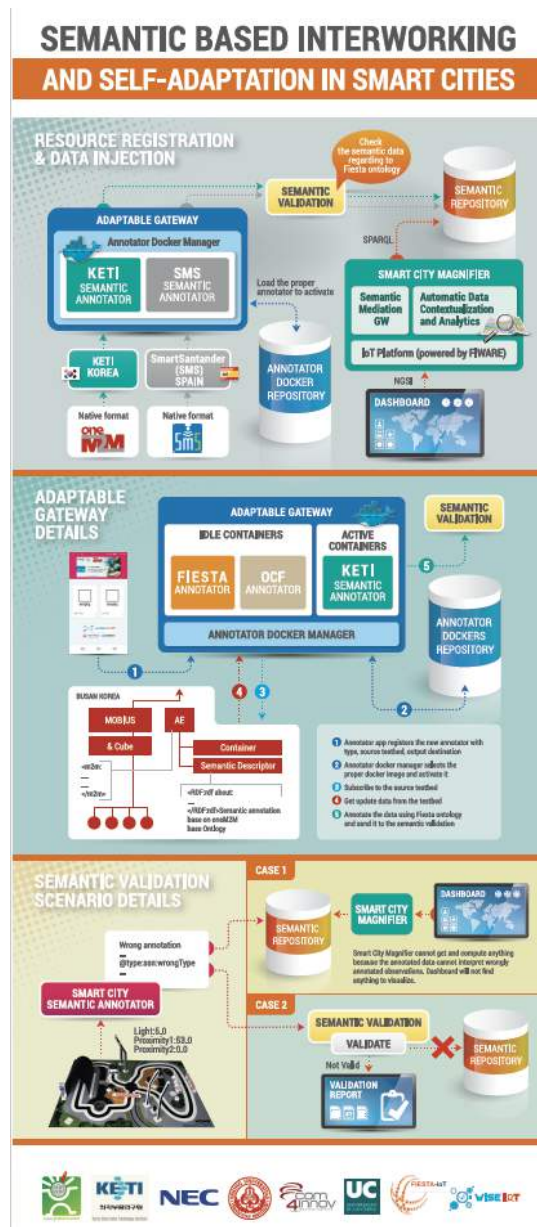 SEMANTIC BASED INTERWORKING
AND SELF-ADAPTATION IN SMART CITIES
RESOURCE REGISTRATION
& DATA INJECTION
Check
the semantic data
regarding to
Fiesta ontology
SEMANTIC
VALIDATION
SEMANTIC
REPOSITORY
SPARQL
ADAPTABLE GATEWAY
Annotator Docker Manager
KETI
SEMANTIC
ANNOTATOR
SMS
SEMANTIC
ANNOTATOR
Load the proper
annotator to activate
SMART CITY MAGNIFIER
Semantic
Mediation
GW
Automatic Data
Contextualization
and Analytics
IoT Platform (powered by FIWARE)
NGSI
KETI
KOREA
SmartSantander
(SMS)
SPAIN
ANNOTATOR
DOCKER
REPOSITORY
Native format
one
M2M
Native format
sms
DASHBOARD
ADAPTABLE
GATEWAY
DETAILS
ADAPTABLE GATEWAY
IDLE CONTAINERS
ACTIVE
CONTAINERS
FIESTA
ANNOTATOR
OCF
ANNOTATOR
KETI
SEMANTIC
ANNOTATOR
ANNOTATOR DOCKER MANAGER
SEMANTIC
VALIDATION
5
ANNOTATOR
DOCKERS
REPOSITORY
1
4
3
2
BUSAN KOREA
MOBIUS
AE
& Cube
Container
Semantic Descriptor
<m2m:
...
</m2m>
</RDF:rdf about:
...
</RDF:rdf>Semantic annotation
base on oneM2M
base Ontlogy
1 Annotator app registers the new annotator with
type, source testbed, output destination
2 Annotator docker manager selects the
proper docker image and activate it
3 Subscribe to the source testbed
4 Get update data from the testbed
5 Annotate the data using Fiesta ontology
and send it to the semantic validation
SEMANTIC VALIDATION
SCENARIO DETAILS
CASE 1
SEMANTIC
REPOSITORY
SMART CITY
MAGNIFIER
DASHBOARD
Smart City Magnifier cannot get and compute anything
because the annotated data cannot interpret wrongly
annotated observations. Dashboard will not find
anything to visualize.
Wrong annotation
...
@type:ssn:wrongType
...
SMART CITY
SEMANTIC ANNOTATOR
Light:5.0
Proximity1:53.0
Proximity2:0.0
CASE 2
SEMANTIC VALIDATION
VALIDATE
Not Valid
VALIDATION
REPORT
SEMANTIC
REPOSITORY
KETI
NEC
com
4innov
UC
FIESTA-IoT
WISE IoT